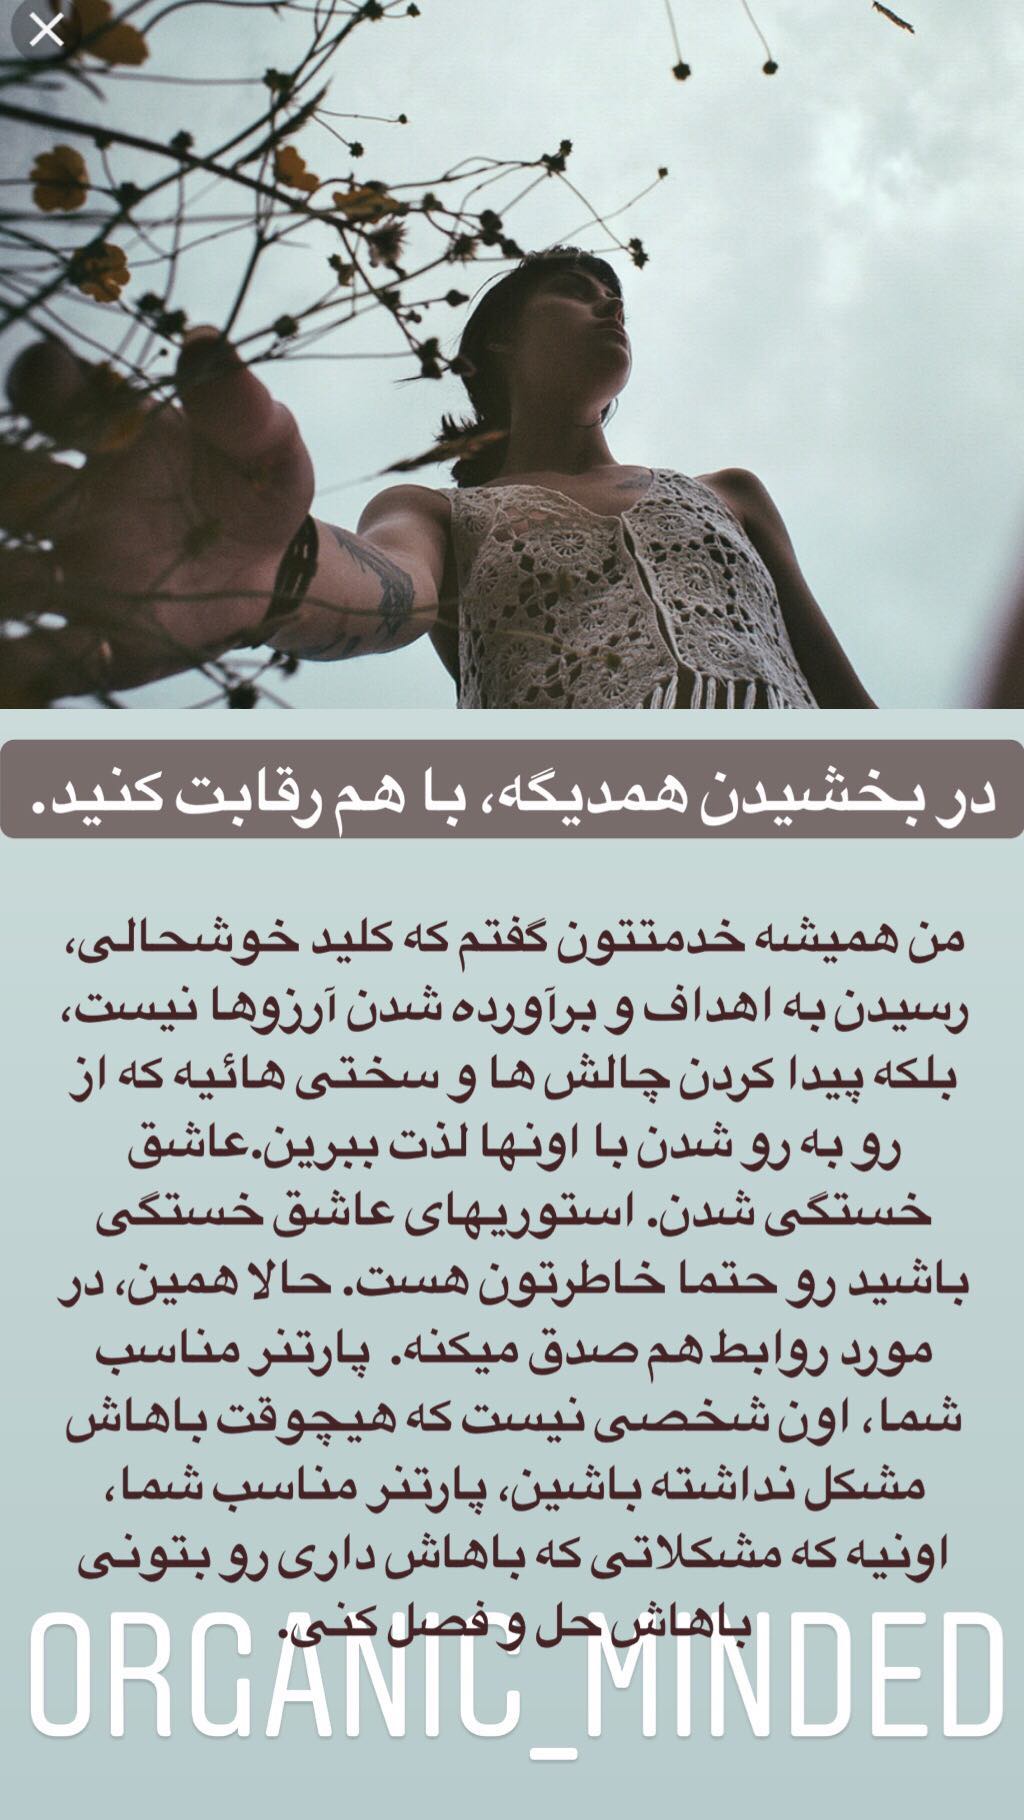 در بخشیدن همدیگه، با هم رقابت کنید.
من همیشه خدمتتون گفتم که کلید خوشحالی،
رسیدن به اهداف و برآورده شدن آرزوها نیست،
بلکه پیدا کردن چالش ها و سختی هائیه که از
رو به رو شدن با اونها لذت ببرین.عاشق
خستگی شدن. استوریهای عاشق خستگی
باشید رو حتما خاطرتون هست. حالا همین، در
مورد روابط هم صدق میکنه. پارتنر مناسب
شما، اون شخصی نیست که هیچوقت باهاش
مشکل نداشته باشین، پارتنر مناسب شما،
اونیه که مشکلاتی که باهاش داری رو بتونی
باهاش حل و فصل کنی.
ORGANIC_MINDED